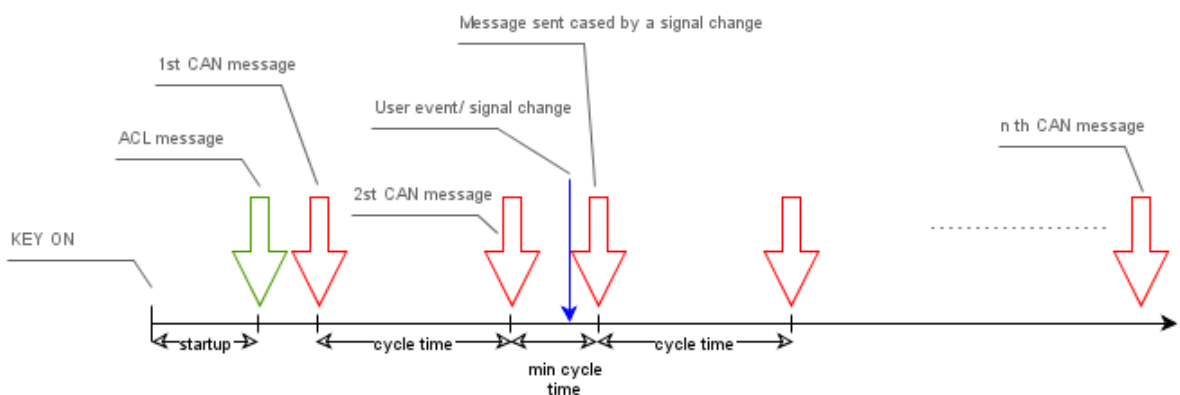 Message sent cased by a signal change
1st CAN message
User event/ signal change
n th CAN message
ACL message
2st CAN message
KEY ON
startup
cycle time
min cycle
time
cycle time